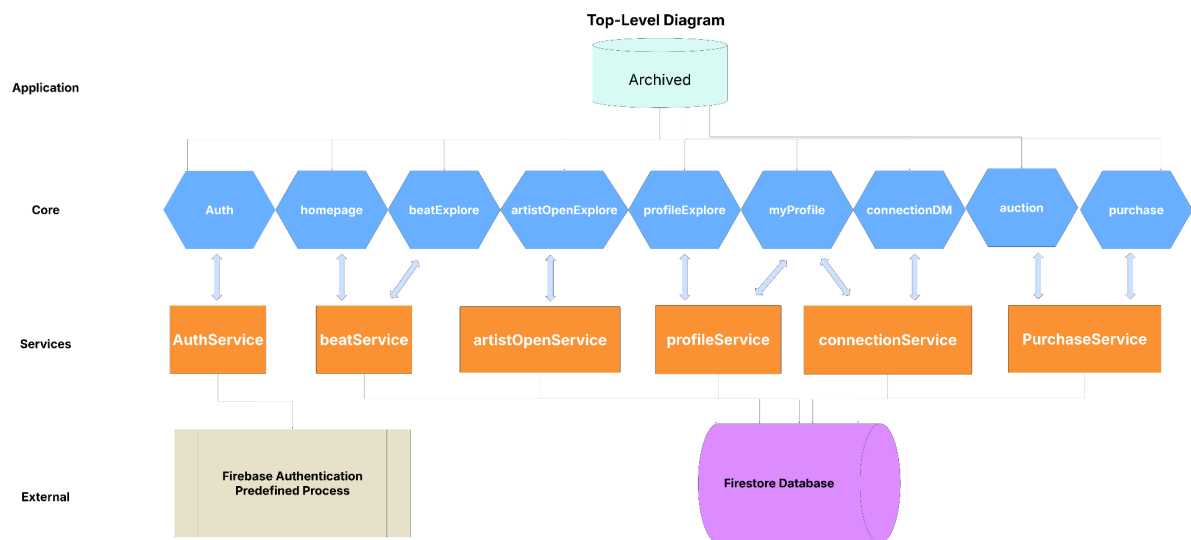 Top-Level Diagram
Application
Archived
Core
Auth
homepage
beatExplore
artistOpenExplore
profileExplore
myProfile
connectionDM
auction
purchase
Services
AuthService
beatService
artistOpenService
profileService
connectionService
PurchaseService
External
Firebase Authentication
Predefined Process
Firestore Database